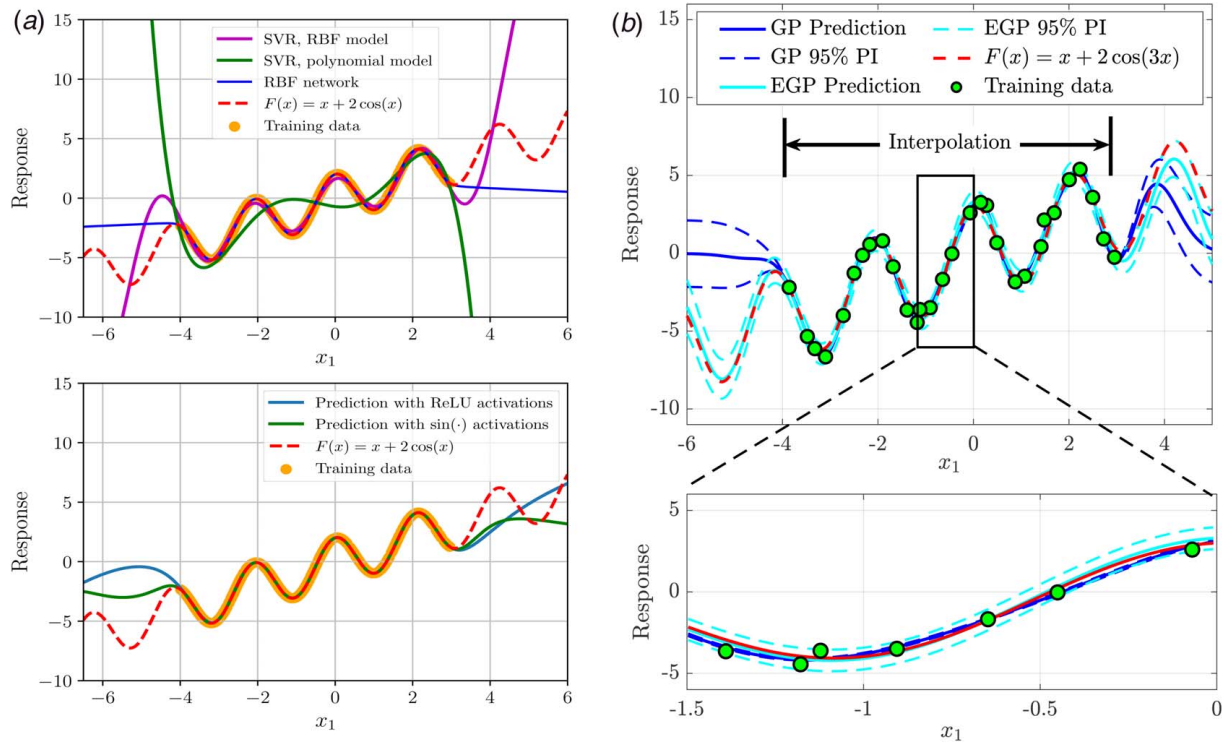 (a)
15
10
5
0
−5
−10
Response
SVR, RBF model
SVR, polynomial model
RBF network
F(x) = x + 2 cos(x)
Training data
−6 −4 −2 0 2 4 6
x₁
15
10
5
0
−5
−10
Response
Prediction with ReLU activations
Prediction with sin(·) activations
F(x) = x + 2 cos(x)
Training data
−6 −4 −2 0 2 4 6
x₁
(b)
15
10
5
0
-5
-10
Response
GP Prediction
GP 95% PI
EGP Prediction
EGP 95% PI
F(x) = x + 2 cos(3x)
Training data
Interpolation
-6 -4 -2 0 2 4
x₁
5
0
-5
Response
-1.5 -1 -0.5 0
x₁